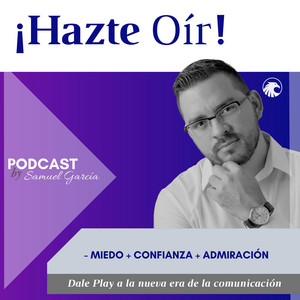 ¡Hazte Oír!
PODCAST
by Samuel García
- MIEDO + CONFIANZA + ADMIRACIÓN
Dale Play a la nueva era de la comunicación